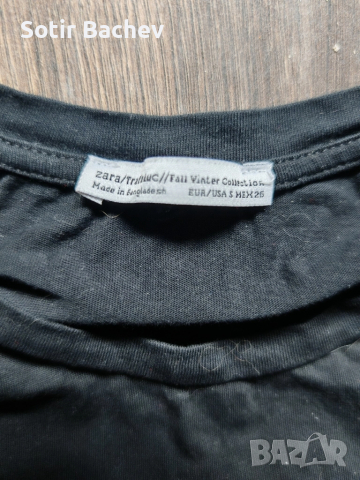 Sotir Bachev
zara/Trafaluc//Fall Winter Collection
Made in Bangladesh EUR/USA S MEX 26
BAZAR